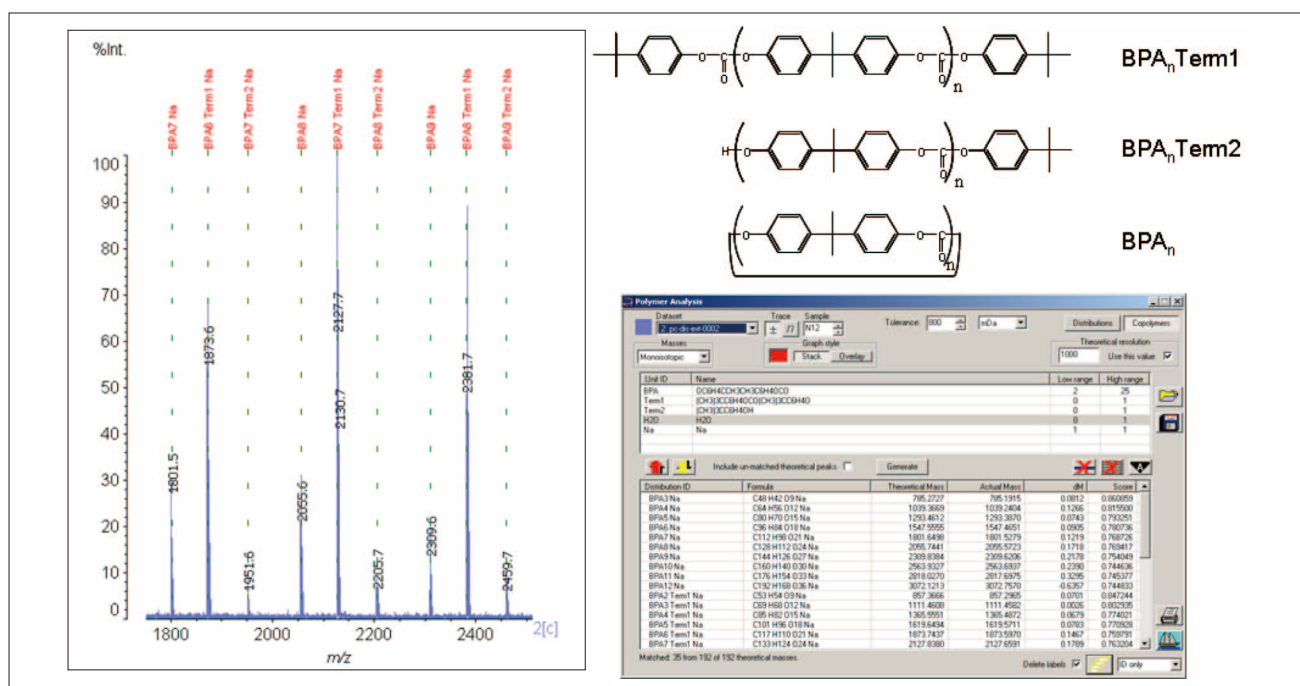 %Int.
BPA7 Na
BPA6 Term1 Na
BPA7 Term2 Na
BPA8 Na
BPA7 Term1 Na
BPA8 Term2 Na
BPA9 Na
BPA8 Term1 Na
BPA9 Term2 Na
100
90
80
70
60
50
40
30
20
10
0
1801.5
1873.6
1951.6
2055.6
2127.7
2130.7
2205.7
2309.6
2381.7
2459.7
1800 2000 2200 2400 2[c]
m/z
O O C O O O C O n O
BPAnTerm1
H O O C O n O
BPAnTerm2
O O C O n
BPAn
Polymer Analysis
Dataset Trace Sample
2: pc-dis-ext-0002 ± n N12 Tolerance: 800 mDa Distributions Copolymers
Masses Graph style Theoretical resolution
Monoisotopic Stack Overlay 1000 Use this value
Unit ID Name Low range High range
BPA OC6H4CCH3CH3C6H4OCO 2 25
Term1 (CH3)3CC6H4OCO(CH3)3CC6H4O 0 1
Term2 (CH3)3CC6H4OH 0 1
H2O H2O 0 1
Na Na 1 1
Include un-matched theoretical peaks Generate
Distribution ID Formula Theoretical Mass Actual Mass dM Score
BPA3 Na C48 H42 O9 Na 785.2727 785.1915 0.0812 0.860859
BPA4 Na C64 H56 O12 Na 1039.3669 1039.2404 0.1266 0.815500
BPA5 Na C80 H70 O15 Na 1293.4612 1293.3870 0.0743 0.793251
BPA6 Na C96 H84 O18 Na 1547.5555 1547.4651 0.0905 0.780736
BPA7 Na C112 H98 O21 Na 1801.6498 1801.5279 0.1219 0.768726
BPA8 Na C128 H112 O24 Na 2055.7441 2055.5723 0.1718 0.769417
BPA9 Na C144 H126 O27 Na 2309.8384 2309.6206 0.2178 0.754049
BPA10 Na C160 H140 O30 Na 2563.9327 2563.6937 0.2390 0.744636
BPA11 Na C176 H154 O33 Na 2818.0270 2817.6975 0.3295 0.745377
BPA12 Na C192 H168 O36 Na 3072.1213 3072.7570 -0.6357 0.744833
BPA2 Term1 Na C53 H54 O9 Na 857.3666 857.2965 0.0701 0.847244
BPA3 Term1 Na C69 H68 O12 Na 1111.4608 1111.4582 0.0026 0.802935
BPA4 Term1 Na C85 H82 O15 Na 1365.5551 1365.4872 0.0679 0.774021
BPA5 Term1 Na C101 H96 O18 Na 1619.6494 1619.5711 0.0783 0.770928
BPA6 Term1 Na C117 H110 O21 Na 1873.7437 1873.5970 0.1467 0.759791
BPA7 Term1 Na C133 H124 O24 Na 2127.8380 2127.6591 0.1789 0.763204
Matched: 35 from 192 of 192 theoretical masses
Delete labels ID only